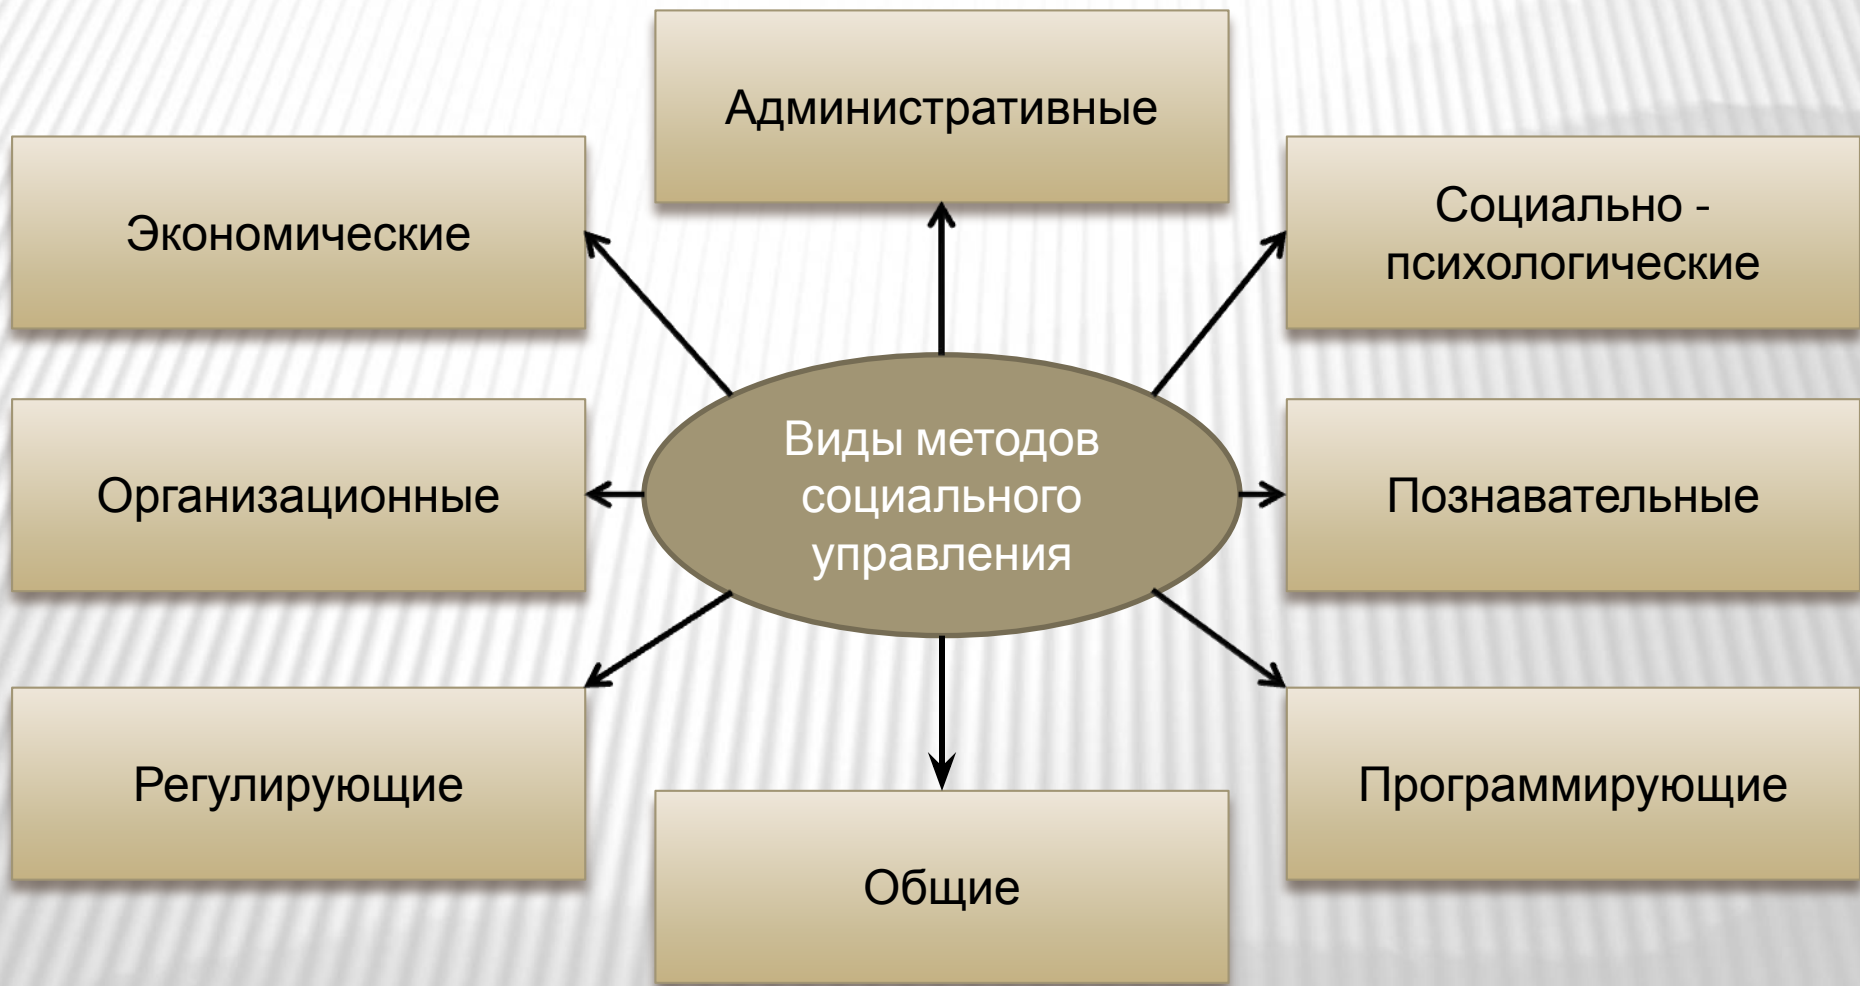 Административные
Экономические
Социально -
психологические
Виды методов
социального
управления
Организационные
Познавательные
Регулирующие
Программирующие
Общие